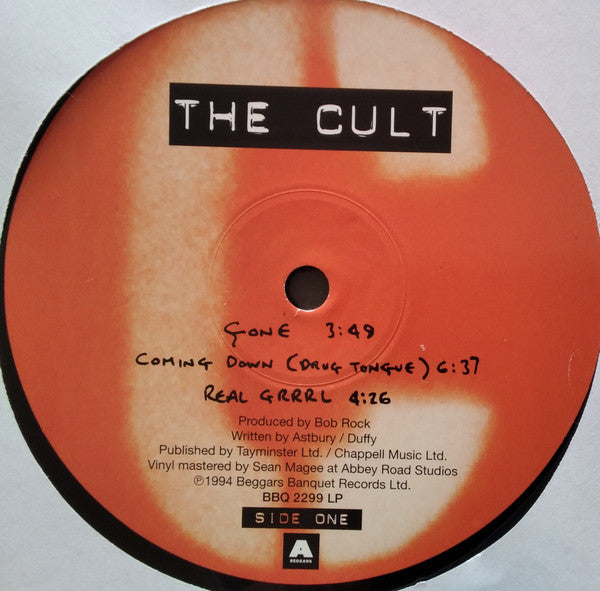 THE CULT
GONE 3:48
COMING DOWN (DRUG TONGUE) 6:37
REAL GRRRL 4:26
Produced by Bob Rock
Written by Astbury / Duffy
Published by Tayminster Ltd. / Chappell Music Ltd.
Vinyl mastered by Sean Magee at Abbey Road Studios
℗1994 Beggars Banquet Records Ltd.
BBQ 2299 LP
SIDE ONE
A
BEGGARS